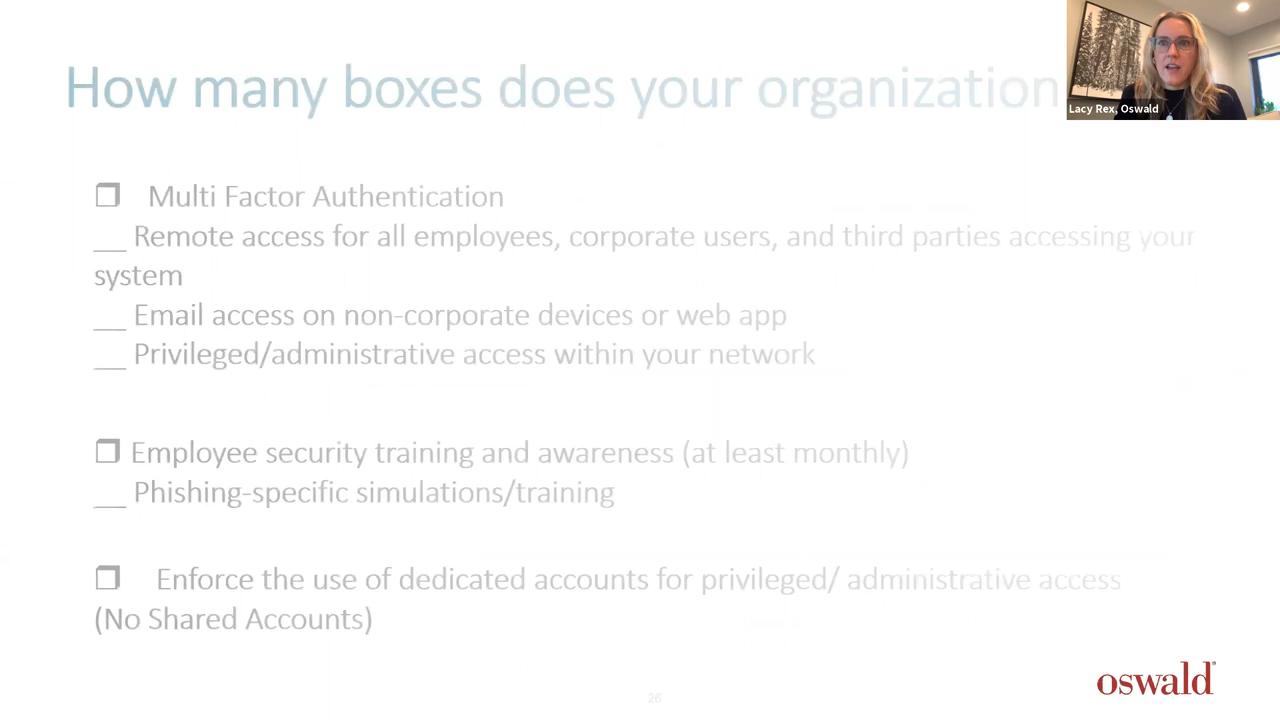 How many boxes does your organization
Lacy Rex, Oswald
❒ Multi Factor Authentication
__ Remote access for all employees, corporate users, and third parties accessing your
system
__ Email access on non-corporate devices or web app
__ Privileged/administrative access within your network
❒ Employee security training and awareness (at least monthly)
__ Phishing-specific simulations/training
❒ Enforce the use of dedicated accounts for privileged/ administrative access
(No Shared Accounts)
26
oswald